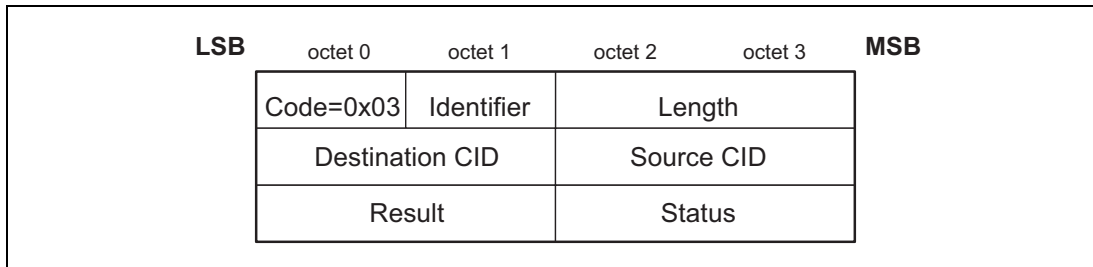 LSB octet 0 octet 1 octet 2 octet 3 MSB
Code=0x03 Identifier Length
Destination CID Source CID
Result Status